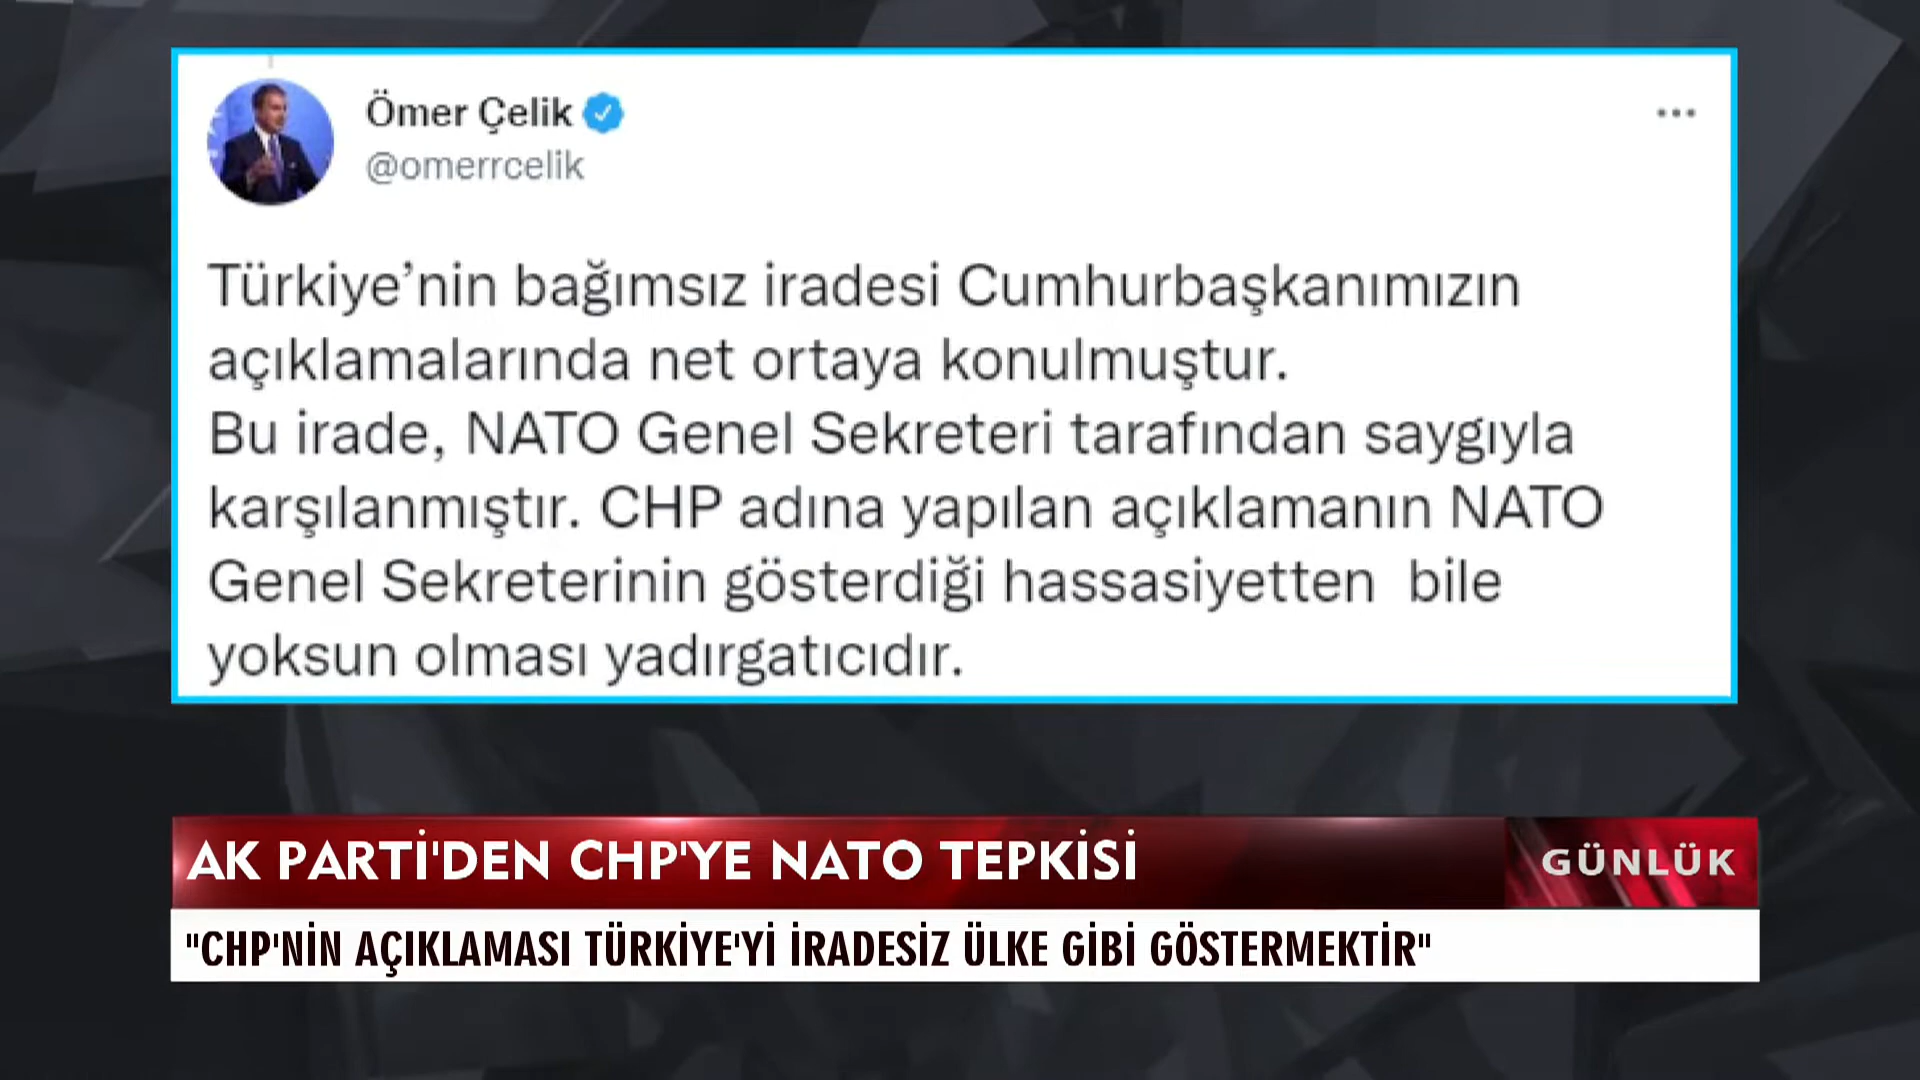 Ömer Çelik
@omerrcelik
Türkiye’nin bağımsız iradesi Cumhurbaşkanımızın
açıklamalarında net ortaya konulmuştur.
Bu irade, NATO Genel Sekreteri tarafından saygıyla
karşılanmıştır. CHP adına yapılan açıklamanın NATO
Genel Sekreterinin gösterdiği hassasiyetten  bile
yoksun olması yadırgatıcıdır.
AK PARTİ'DEN CHP'YE NATO TEPKİSİ
GÜNLÜK
"CHP'NİN AÇIKLAMASI TÜRKİYE'Yİ İRADESİZ ÜLKE GİBİ GÖSTERMEKTİR"